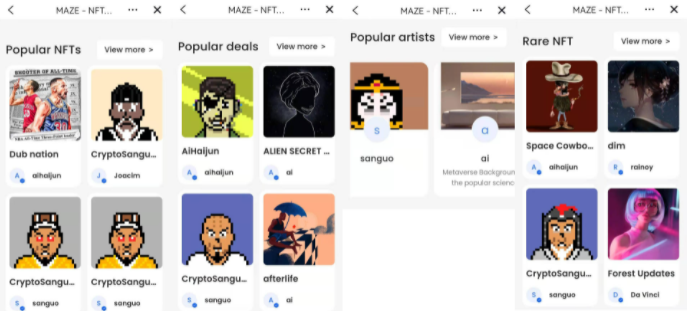 MAZE - NFT...
Popular NFTs
View more >
SHOOTER OF ALL-TIME
Dub nation
A aihaijun
CryptoSangu...
J Joacim
CryptoSangu...
S sanguo
CryptoSangu...
S sanguo
MAZE - NFT...
Popular deals
View more >
AiHaijun
A aihaijun
ALIEN SECRET ...
A ai
CryptoSangu...
S sanguo
afterlife
A ai
MAZE - NFT...
Popular artists
View more >
s
sanguo
a
ai
Metaverse Background
the popular scienc
MAZE - NFT...
Rare NFT
View more >
Space Cowbo...
A aihaijun
dim
R rainoy
CryptoSangu...
S sanguo
Forest Updates
D Da Vinci